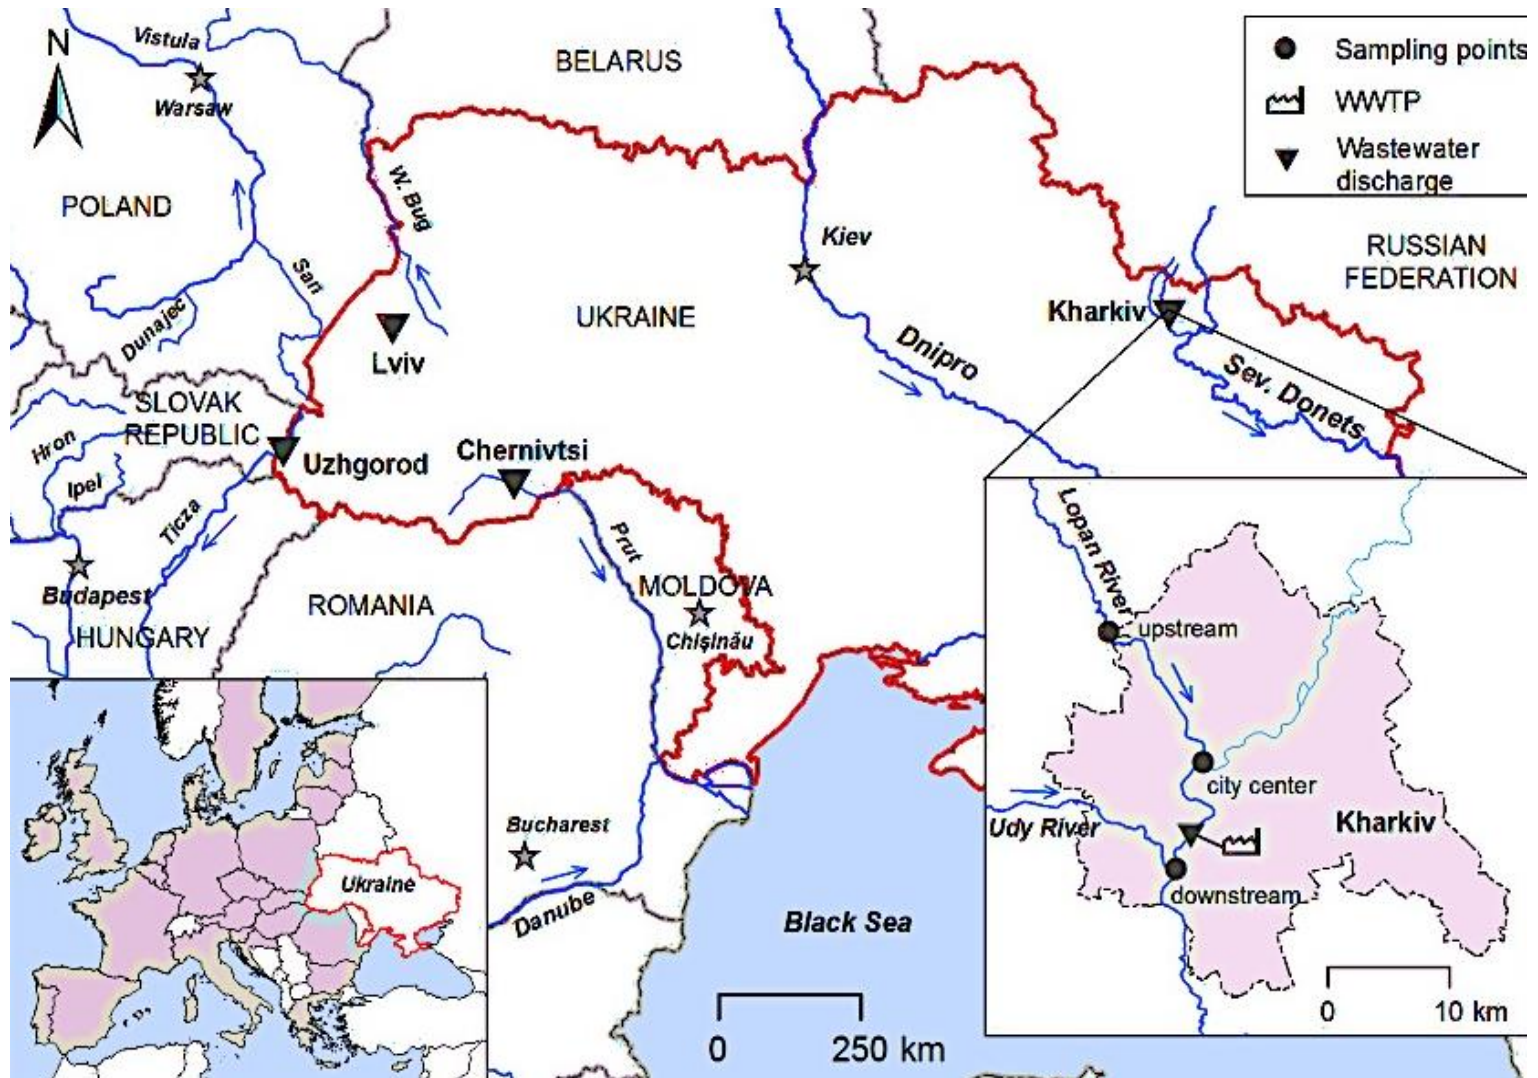 N
Vistula
Warsaw
BELARUS
Sampling points
WWTP
Wastewater
discharge
POLAND
W. Bug
San
Dunajec
Kiev
RUSSIAN
FEDERATION
UKRAINE
Kharkiv
Lviv
Dnipro
Sev. Donets
SLOVAK
REPUBLIC
Hron
Ipel
Uzhgorod
Chernivtsi
Ticza
Prut
Budapest
HUNGARY
ROMANIA
MOLDOVA
Chişinău
Lopan River
upstream
city center
Udy River
Kharkiv
downstream
0 10 km
Bucharest
Danube
Black Sea
0 250 km
Ukraine